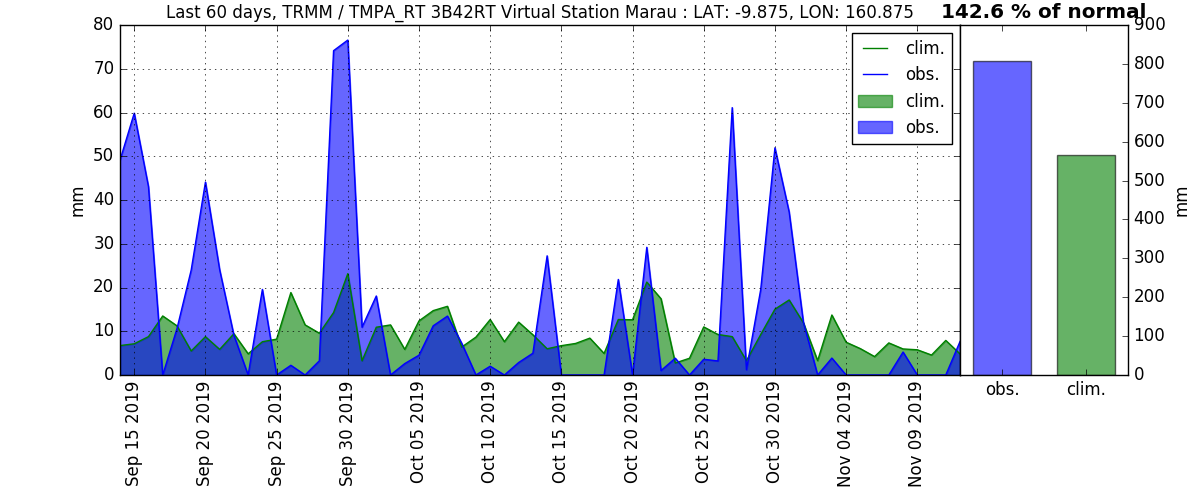 Last 60 days, TRMM / TMPA_RT 3B42RT Virtual Station Marau : LAT: -9.875, LON: 160.875
142.6 % of normal
80
70
60
50
40
30
20
10
0
mm
clim.
obs.
clim.
obs.
900
800
700
600
500
400
300
200
100
0
mm
obs.
clim.
Sep 15 2019
Sep 20 2019
Sep 25 2019
Sep 30 2019
Oct 05 2019
Oct 10 2019
Oct 15 2019
Oct 20 2019
Oct 25 2019
Oct 30 2019
Nov 04 2019
Nov 09 2019